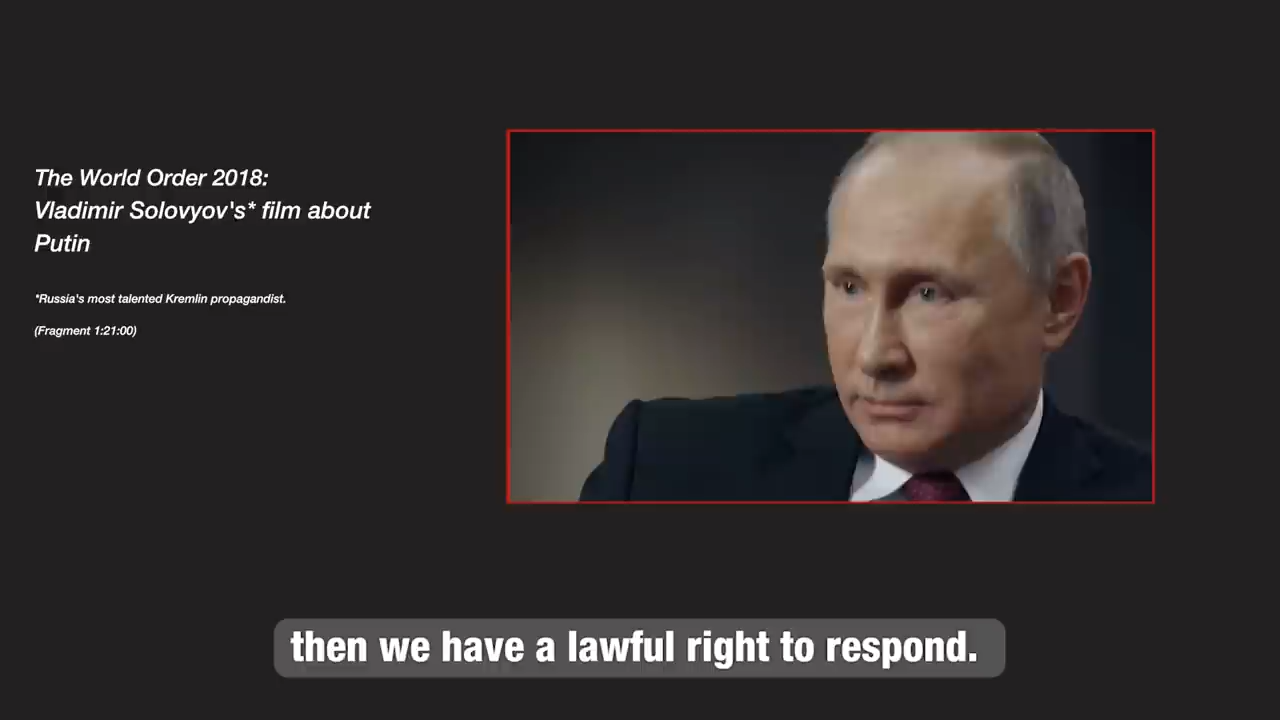 The World Order 2018:
Vladimir Solovyov's* film about
Putin
*Russia's most talented Kremlin propagandist.
(Fragment 1:21:00)
then we have a lawful right to respond.